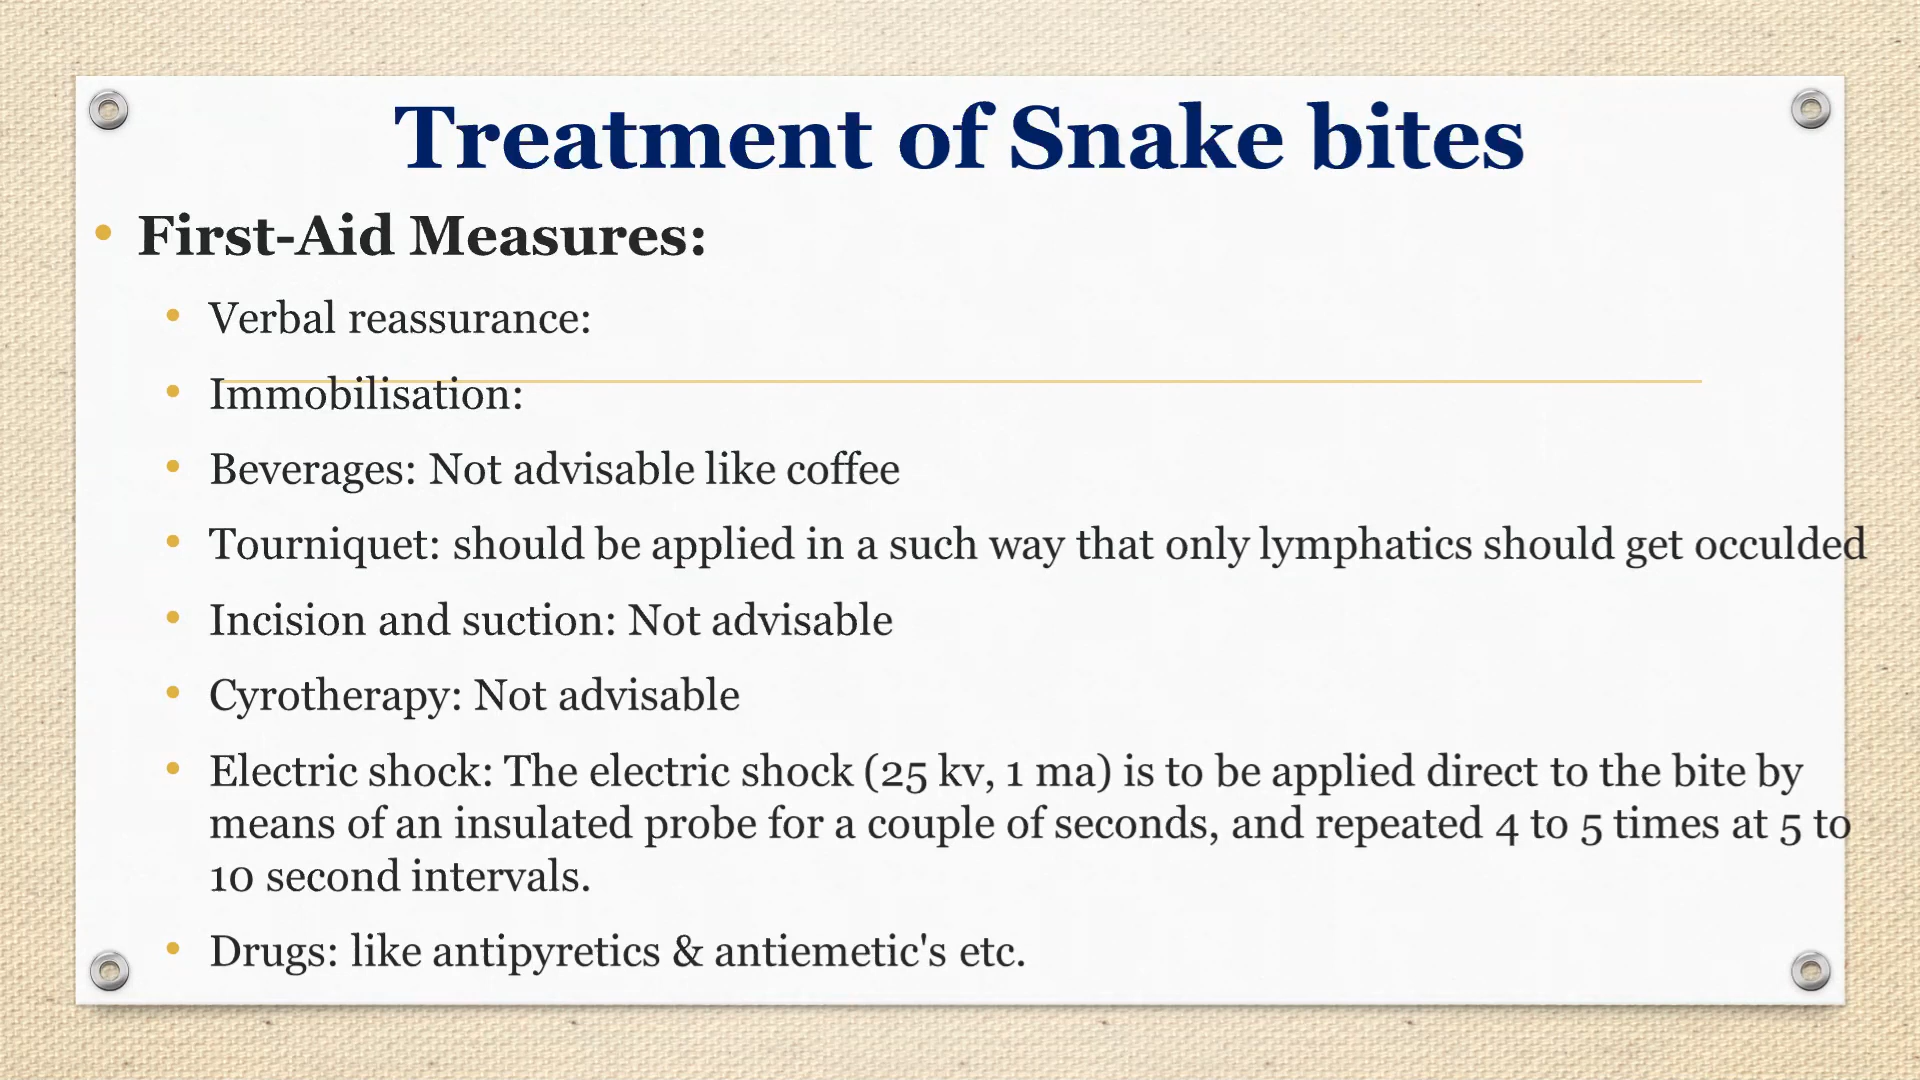 Treatment of Snake bites
• First-Aid Measures:
• Verbal reassurance:
• Immobilisation:
• Beverages: Not advisable like coffee
• Tourniquet: should be applied in a such way that only lymphatics should get occulded
• Incision and suction: Not advisable
• Cyrotherapy: Not advisable
• Electric shock: The electric shock (25 kv, 1 ma) is to be applied direct to the bite by
means of an insulated probe for a couple of seconds, and repeated 4 to 5 times at 5 to
10 second intervals.
• Drugs: like antipyretics & antiemetic's etc.